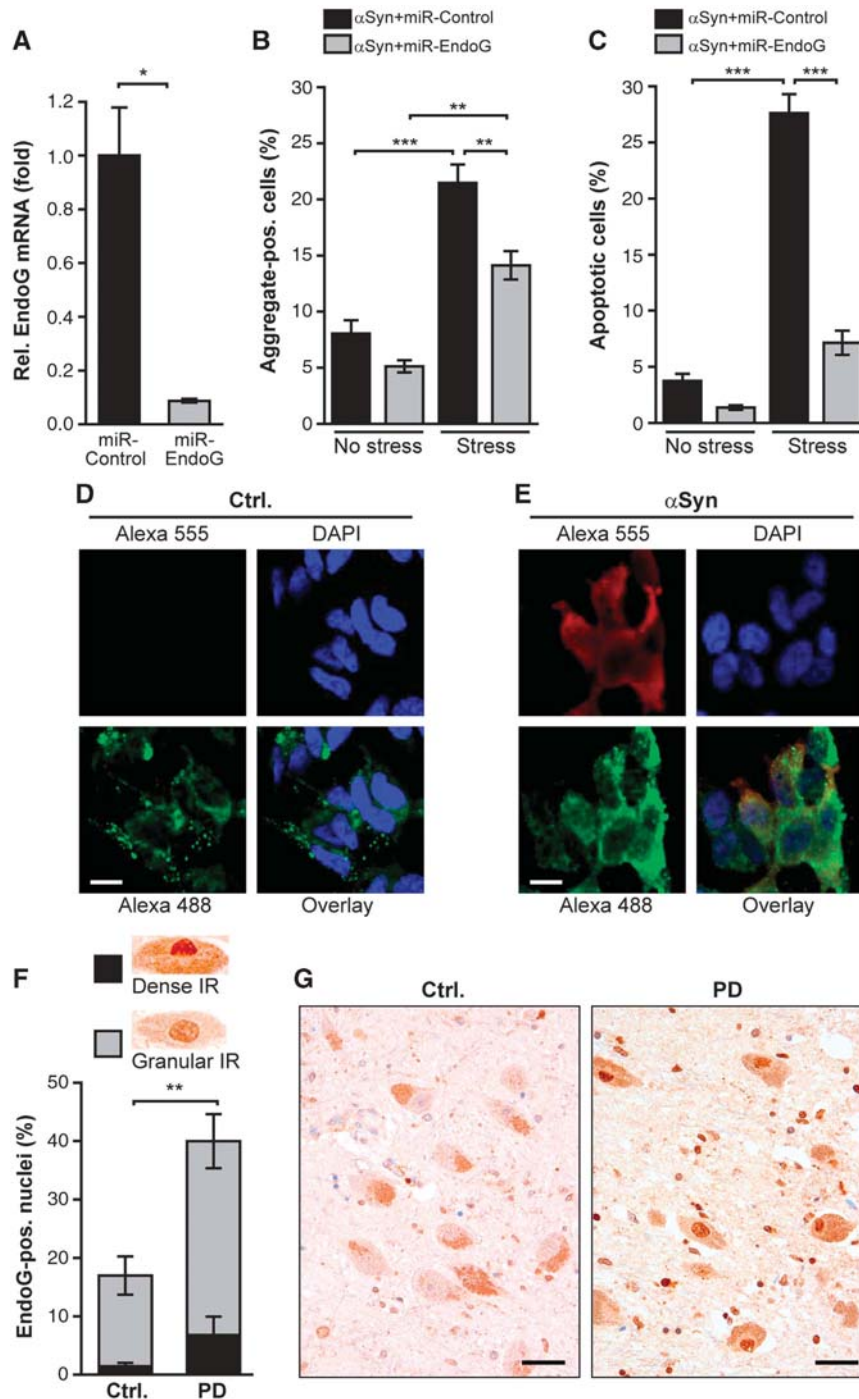 A
*
Rel. EndoG mRNA (fold)
1.2
1.0
0.8
0.6
0.4
0.2
0.0
miR-
Control
miR-
EndoG
B
αSyn+miR-Control
αSyn+miR-EndoG
**
***
**
Aggregate-pos. cells (%)
30
25
20
15
10
5
0
No stress
Stress
C
αSyn+miR-Control
αSyn+miR-EndoG
***
***
Apoptotic cells (%)
30
25
20
15
10
5
0
No stress
Stress
D
Ctrl.
Alexa 555
DAPI
Alexa 488
Overlay
E
αSyn
Alexa 555
DAPI
Alexa 488
Overlay
F
Dense IR
Granular IR
**
EndoG-pos. nuclei (%)
50
40
30
20
10
0
Ctrl.
PD
G
Ctrl.
PD